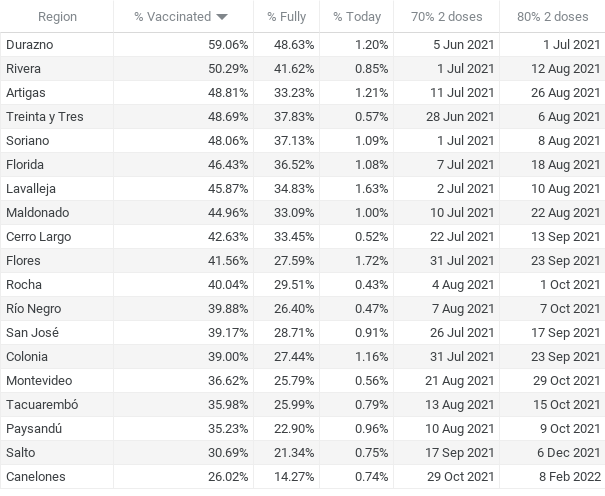 Region % Vaccinated % Fully % Today 70% 2 doses 80% 2 doses
Durazno 59.06% 48.63% 1.20% 5 Jun 2021 1 Jul 2021
Rivera 50.29% 41.62% 0.85% 1 Jul 2021 12 Aug 2021
Artigas 48.81% 33.23% 1.21% 11 Jul 2021 26 Aug 2021
Treinta y Tres 48.69% 37.83% 0.57% 28 Jun 2021 6 Aug 2021
Soriano 48.06% 37.13% 1.09% 1 Jul 2021 8 Aug 2021
Florida 46.43% 36.52% 1.08% 7 Jul 2021 18 Aug 2021
Lavalleja 45.87% 34.83% 1.63% 2 Jul 2021 10 Aug 2021
Maldonado 44.96% 33.09% 1.00% 10 Jul 2021 22 Aug 2021
Cerro Largo 42.63% 33.45% 0.52% 22 Jul 2021 13 Sep 2021
Flores 41.56% 27.59% 1.72% 31 Jul 2021 23 Sep 2021
Rocha 40.04% 29.51% 0.43% 4 Aug 2021 1 Oct 2021
Río Negro 39.88% 26.40% 0.47% 7 Aug 2021 7 Oct 2021
San José 39.17% 28.71% 0.91% 26 Jul 2021 17 Sep 2021
Colonia 39.00% 27.44% 1.16% 31 Jul 2021 23 Sep 2021
Montevideo 36.62% 25.79% 0.56% 21 Aug 2021 29 Oct 2021
Tacuarembó 35.98% 25.99% 0.79% 13 Aug 2021 15 Oct 2021
Paysandú 35.23% 22.90% 0.96% 10 Aug 2021 9 Oct 2021
Salto 30.69% 21.34% 0.75% 17 Sep 2021 6 Dec 2021
Canelones 26.02% 14.27% 0.74% 29 Oct 2021 8 Feb 2022